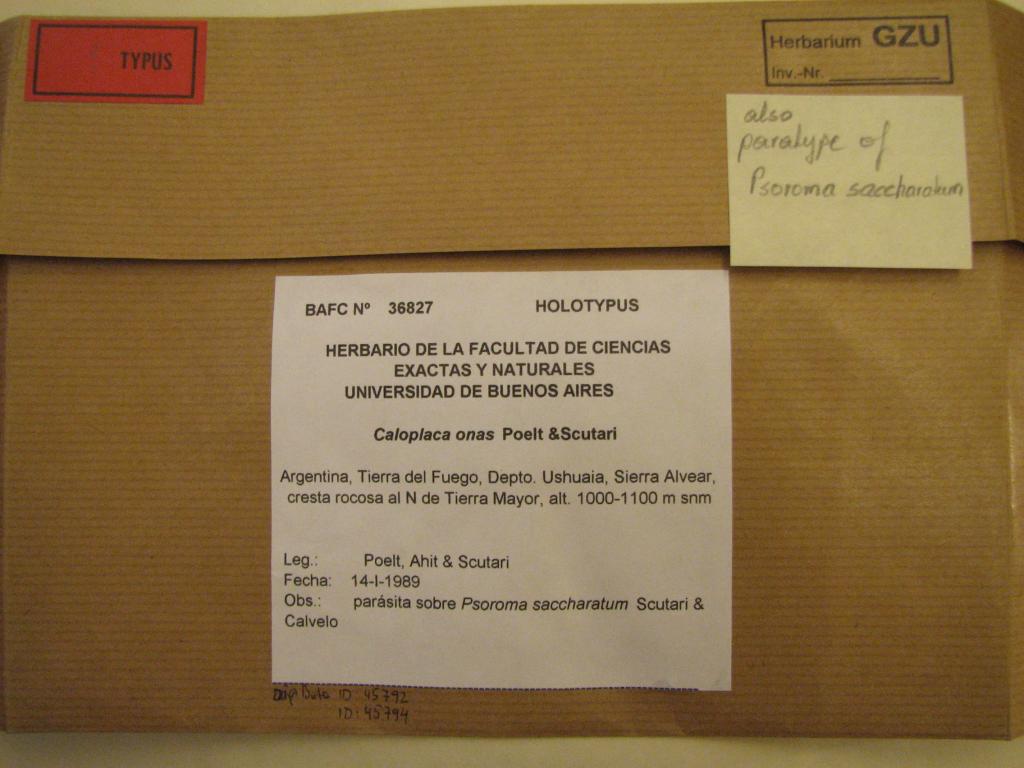 TYPUS
Herbarium GZU
Inv.-Nr.
also
paratype of
Psoroma saccharatum
BAFC Nº 36827 HOLOTYPUS
HERBARIO DE LA FACULTAD DE CIENCIAS
EXACTAS Y NATURALES
UNIVERSIDAD DE BUENOS AIRES
Caloplaca onas Poelt &Scutari
Argentina, Tierra del Fuego, Depto. Ushuaia, Sierra Alvear,
cresta rocosa al N de Tierra Mayor, alt. 1000-1100 m snm
Leg.: Poelt, Ahit & Scutari
Fecha: 14-I-1989
Obs.: parásita sobre Psoroma saccharatum Scutari &
Calvelo
ID: 45792
ID: 45794